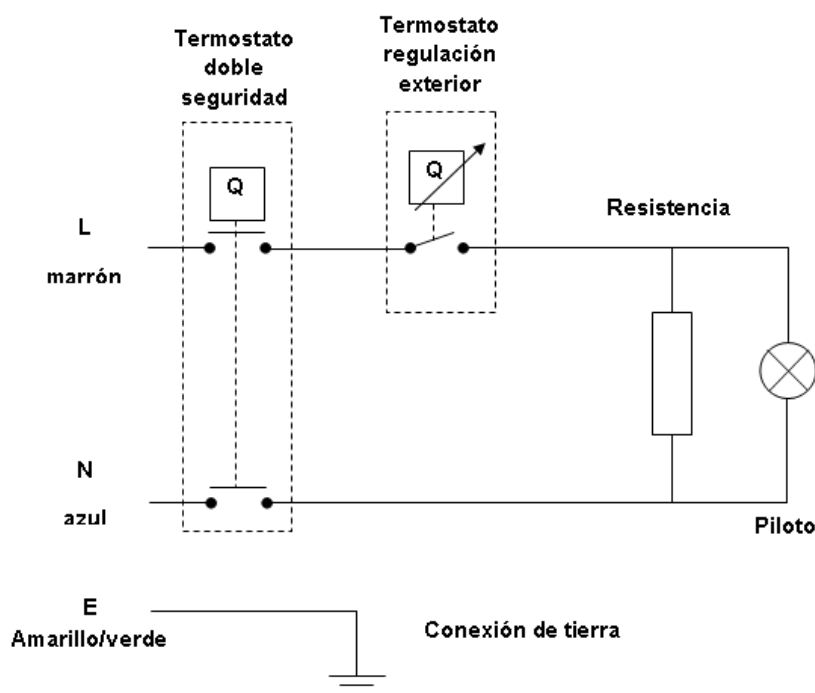 Termostato
doble
seguridad
Termostato
regulación
exterior
Q
Q
L
marrón
Resistencia
N
azul
Piloto
E
Amarillo/verde
Conexión de tierra